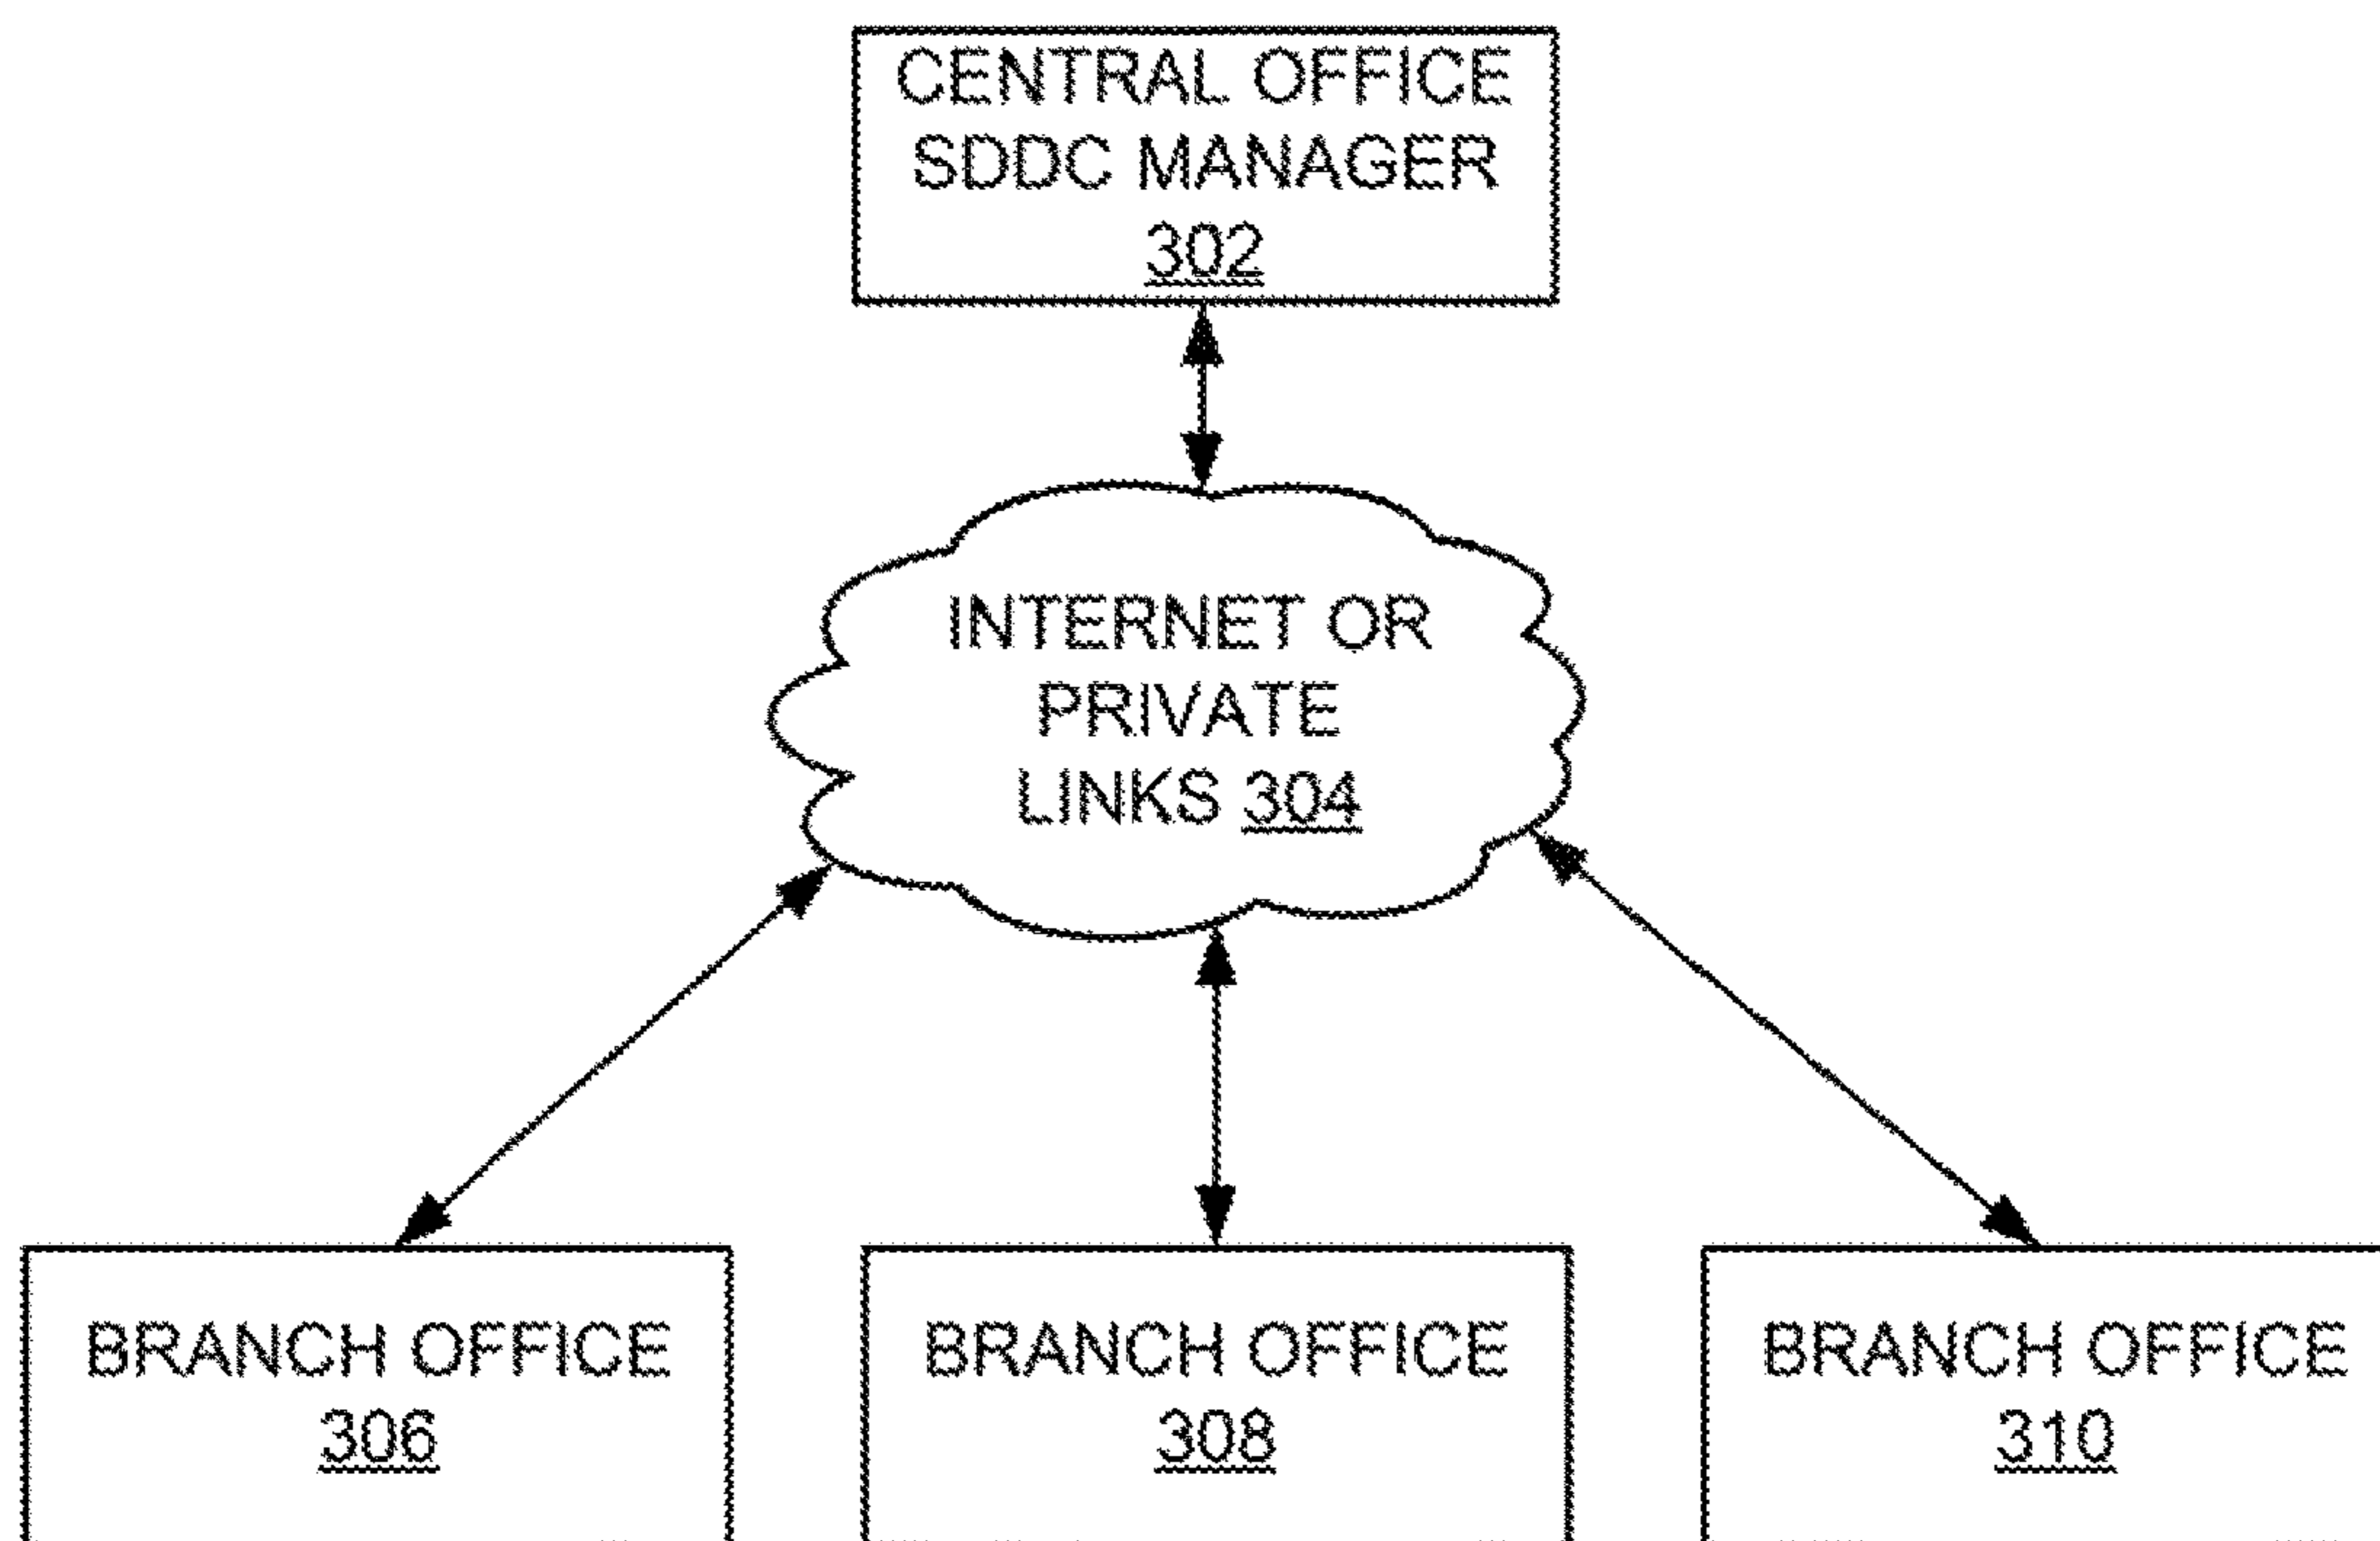 CENTRAL OFFICE
SDDC MANAGER
302
INTERNET OR
PRIVATE
LINKS 304
BRANCH OFFICE
306
BRANCH OFFICE
308
BRANCH OFFICE
310